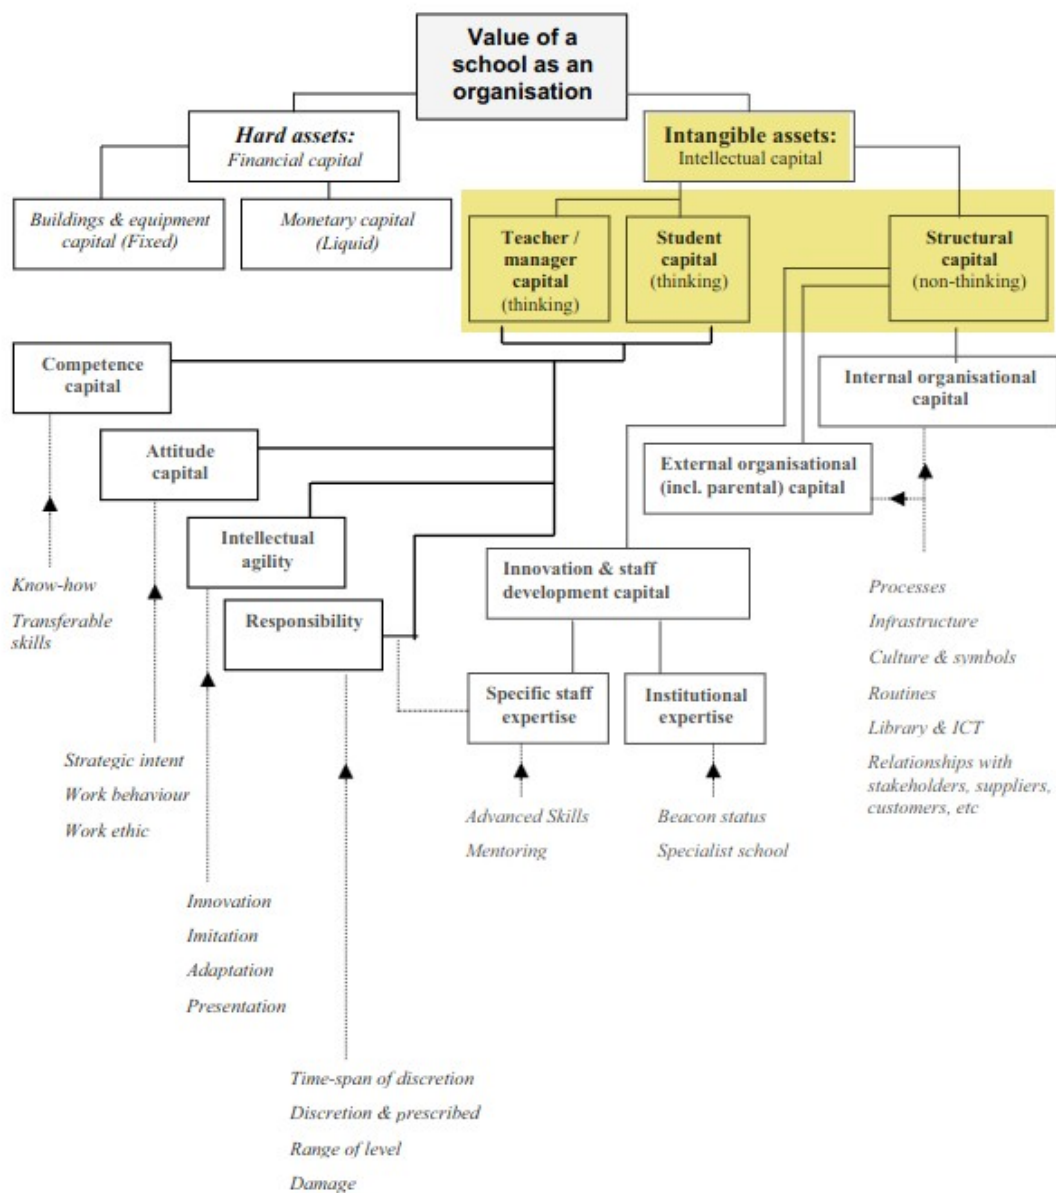 Value of a
school as an
organisation
Hard assets:
Financial capital
Intangible assets:
Intellectual capital
Buildings & equipment
capital (Fixed)
Monetary capital
(Liquid)
Teacher /
manager
capital
(thinking)
Student
capital
(thinking)
Structural
capital
(non-thinking)
Competence
capital
Internal organisational
capital
Attitude
capital
External organisational
(incl. parental) capital
Intellectual
agility
Innovation & staff
development capital
Responsibility
Specific staff
expertise
Institutional
expertise
Know-how
Transferable
skills
Processes
Infrastructure
Culture & symbols
Routines
Library & ICT
Relationships with
stakeholders, suppliers,
customers, etc
Strategic intent
Work behaviour
Work ethic
Advanced Skills
Mentoring
Beacon status
Specialist school
Innovation
Imitation
Adaptation
Presentation
Time-span of discretion
Discretion & prescribed
Range of level
Damage